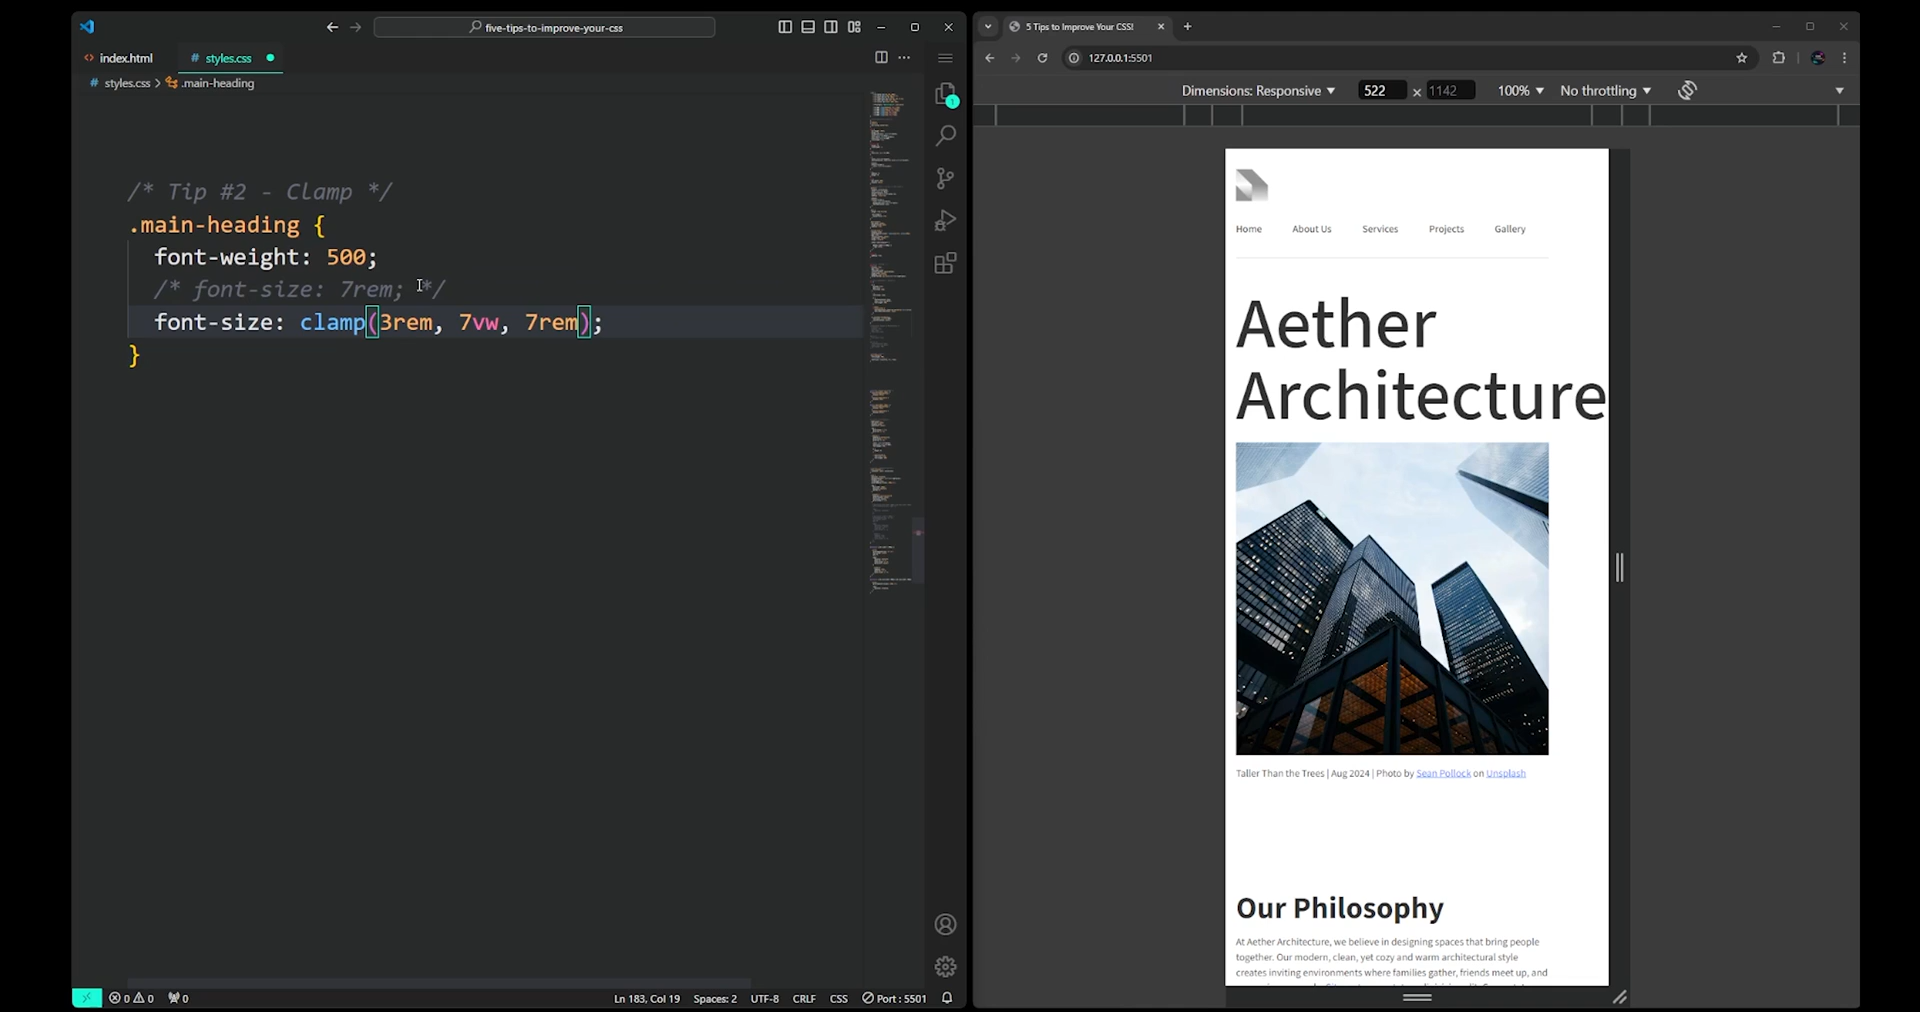 five-tips-to-improve-your-css
index.html
# styles.css
# styles.css > .main-heading
/* Tip #2 - Clamp */
.main-heading {
font-weight: 500;
/* font-size: 7rem; */
font-size: clamp(3rem, 7vw, 7rem);
}
1
0 0 0
Ln 183, Col 19 Spaces: 2 UTF-8 CRLF CSS Port : 5501
5 Tips to Improve Your CSS!
127.0.0.1:5501
Dimensions: Responsive 522 × 1142 100% No throttling
Home About Us Services Projects Gallery
Aether
Architecture
Taller Than the Trees | Aug 2024 | Photo by Sean Pollock on Unsplash
Our Philosophy
At Aether Architecture, we believe in designing spaces that bring people
together. Our modern, clean, yet cozy and warm architectural style
creates inviting environments where families gather, friends meet up, and